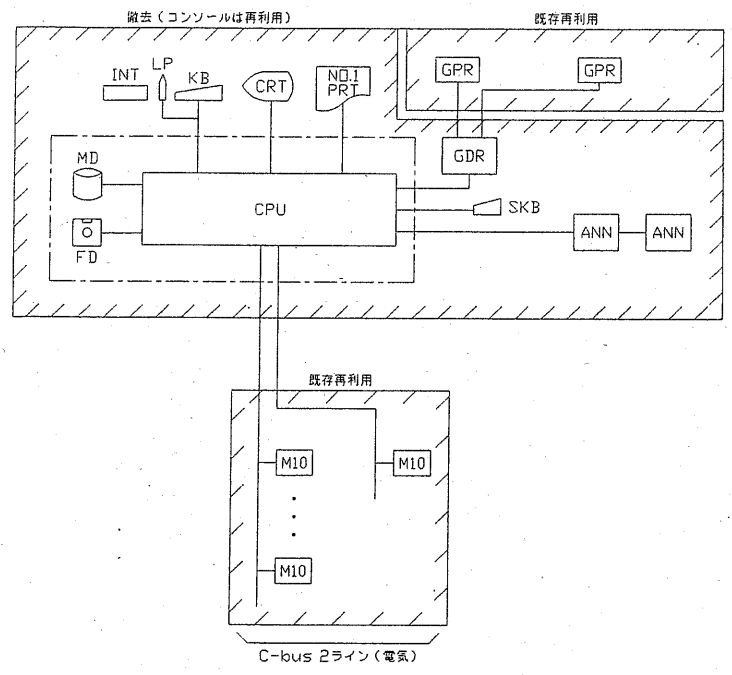 撤去(コンソールは再利用)
既存再利用
INT
LP
KB
CRT
NO.1
PRT
GPR
GPR
MD
FD
CPU
GDR
SKB
ANN
ANN
既存再利用
M10
M10
M10
C-bus 2ライン(電気)